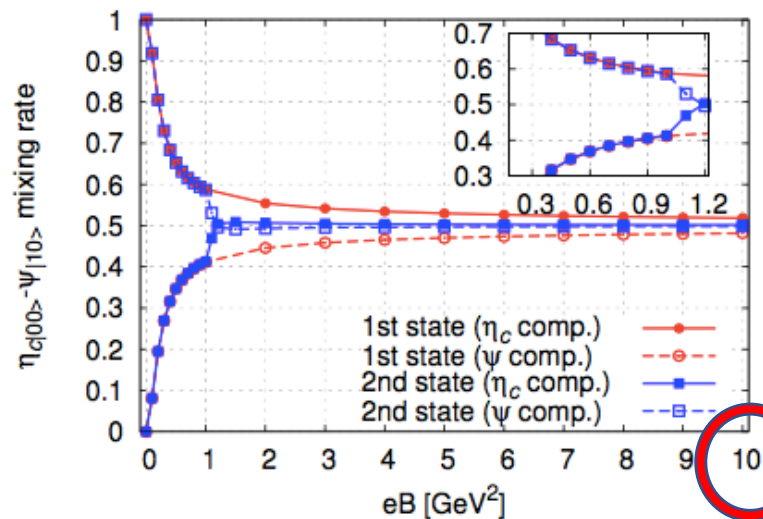 1
0.9
0.8
0.7
0.6
0.5
0.4
0.3
0.2
0.1
0
η_c|00>-ψ_|10> mixing rate
0.7
0.6
0.5
0.4
0.3
0.3 0.6 0.9 1.2
1st state (η_c comp.)
1st state (ψ comp.)
2nd state (η_c comp.)
2nd state (ψ comp.)
0 1 2 3 4 5 6 7 8 9 10
eB [GeV²]